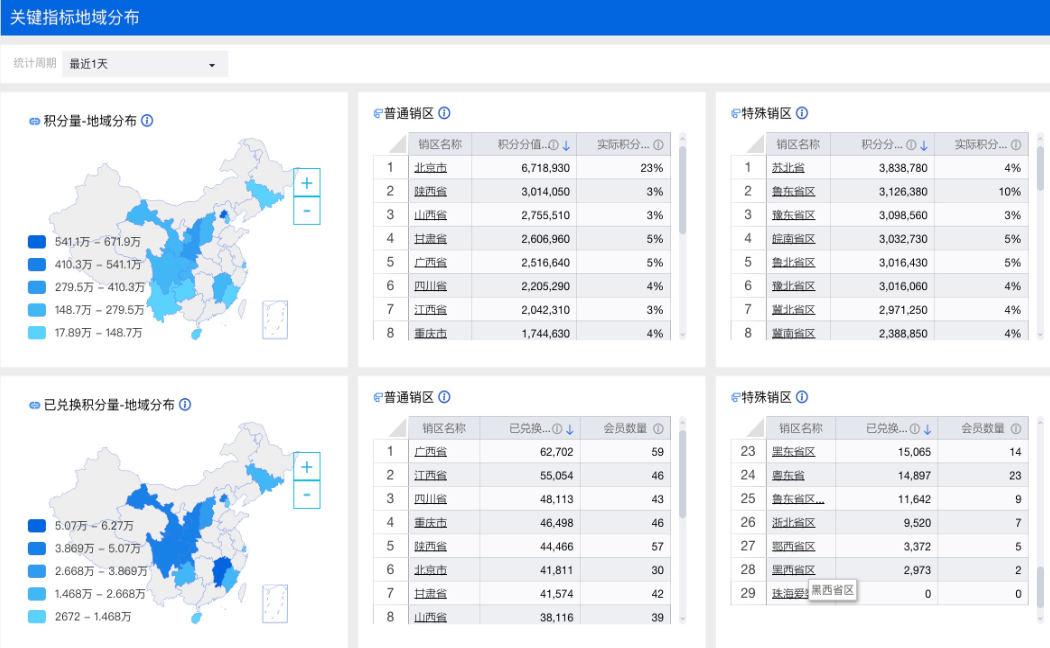 关键指标地域分布
统计周期 最近1天
积分量-地域分布
541.1万 – 671.9万
410.3万 – 541.1万
279.5万 – 410.3万
148.7万 – 279.5万
17.89万 – 148.7万
普通销区
销区名称 积分分值... 实际积分...
1 北京市 6,718,930 23%
2 陕西省 3,014,050 3%
3 山西省 2,755,510 3%
4 甘肃省 2,606,960 5%
5 广西省 2,516,640 5%
6 四川省 2,205,290 4%
7 江西省 2,042,310 3%
8 重庆市 1,744,630 4%
特殊销区
销区名称 积分分... 实际积分...
1 苏北省 3,838,780 4%
2 鲁东省区 3,126,380 10%
3 豫东省区 3,098,560 3%
4 皖南省区 3,032,730 5%
5 鲁北省区 3,016,430 5%
6 豫北省区 3,016,060 4%
7 冀北省区 2,971,250 4%
8 冀南省区 2,388,850 4%
已兑换积分量-地域分布
5.07万 – 6.27万
3.869万 – 5.07万
2.668万 – 3.869万
1.468万 – 2.668万
2672 – 1.468万
普通销区
销区名称 已兑换... 会员数量
1 广西省 62,702 59
2 江西省 55,054 46
3 四川省 48,113 43
4 重庆市 46,498 46
5 陕西省 44,466 57
6 北京市 41,811 30
7 甘肃省 41,574 42
8 山西省 38,116 39
特殊销区
销区名称 已兑换... 会员数量
23 黑东省区 15,065 14
24 粤东省 14,897 23
25 鲁东省区... 11,642 9
26 浙北省区 9,520 7
27 鄂西省区 3,372 5
28 黑西省区 2,973 2
29 珠海爱 0 0
黑西省区